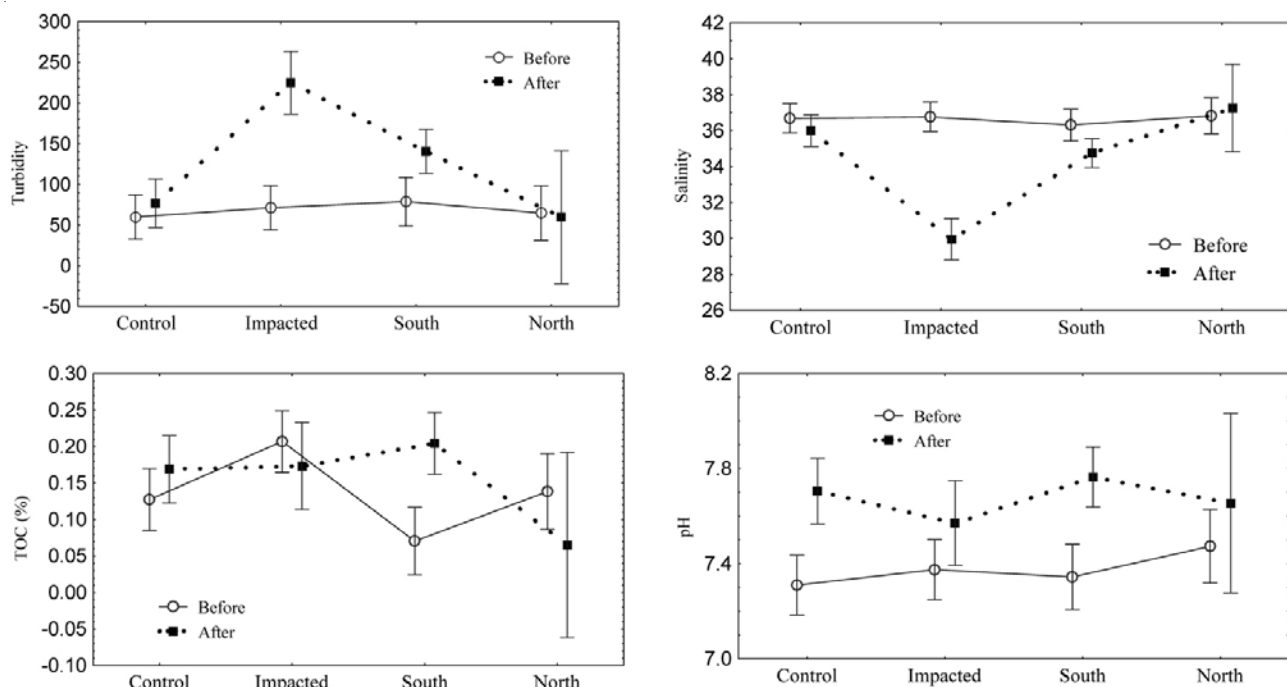 Turbidity
300
250
200
150
100
50
0
-50
Before
After
Control Impacted South North
Salinity
42
40
38
36
34
32
30
28
26
Before
After
Control Impacted South North
TOC (%)
0.30
0.25
0.20
0.15
0.10
0.05
0.00
-0.05
-0.10
Before
After
Control Impacted South North
pH
8.2
7.8
7.4
7.0
Before
After
Control Impacted South North